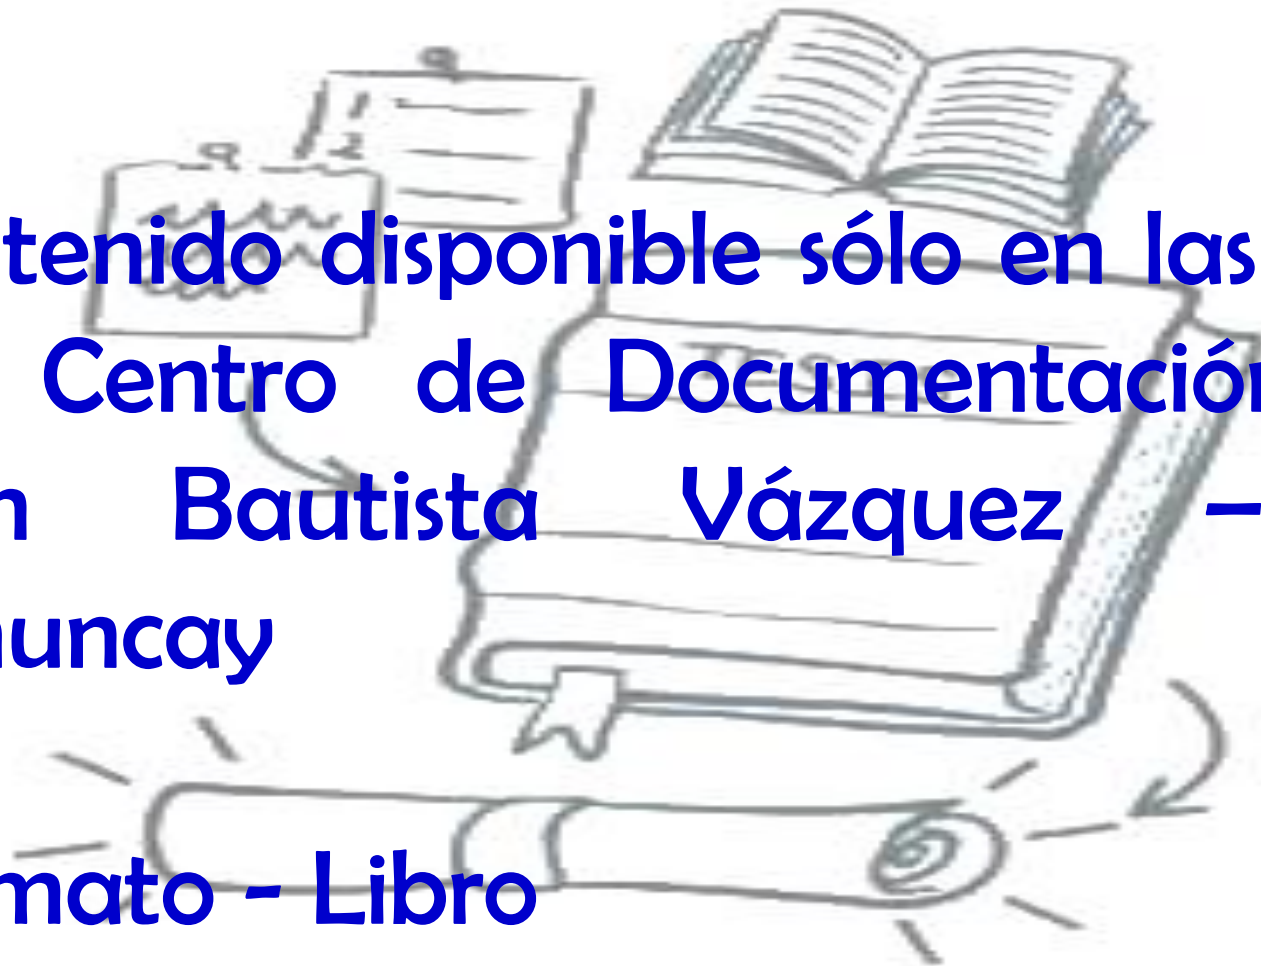 tenido disponible sólo en las
Centro de Documentación
n Bautista Vázquez –
uncay
mato - Libro